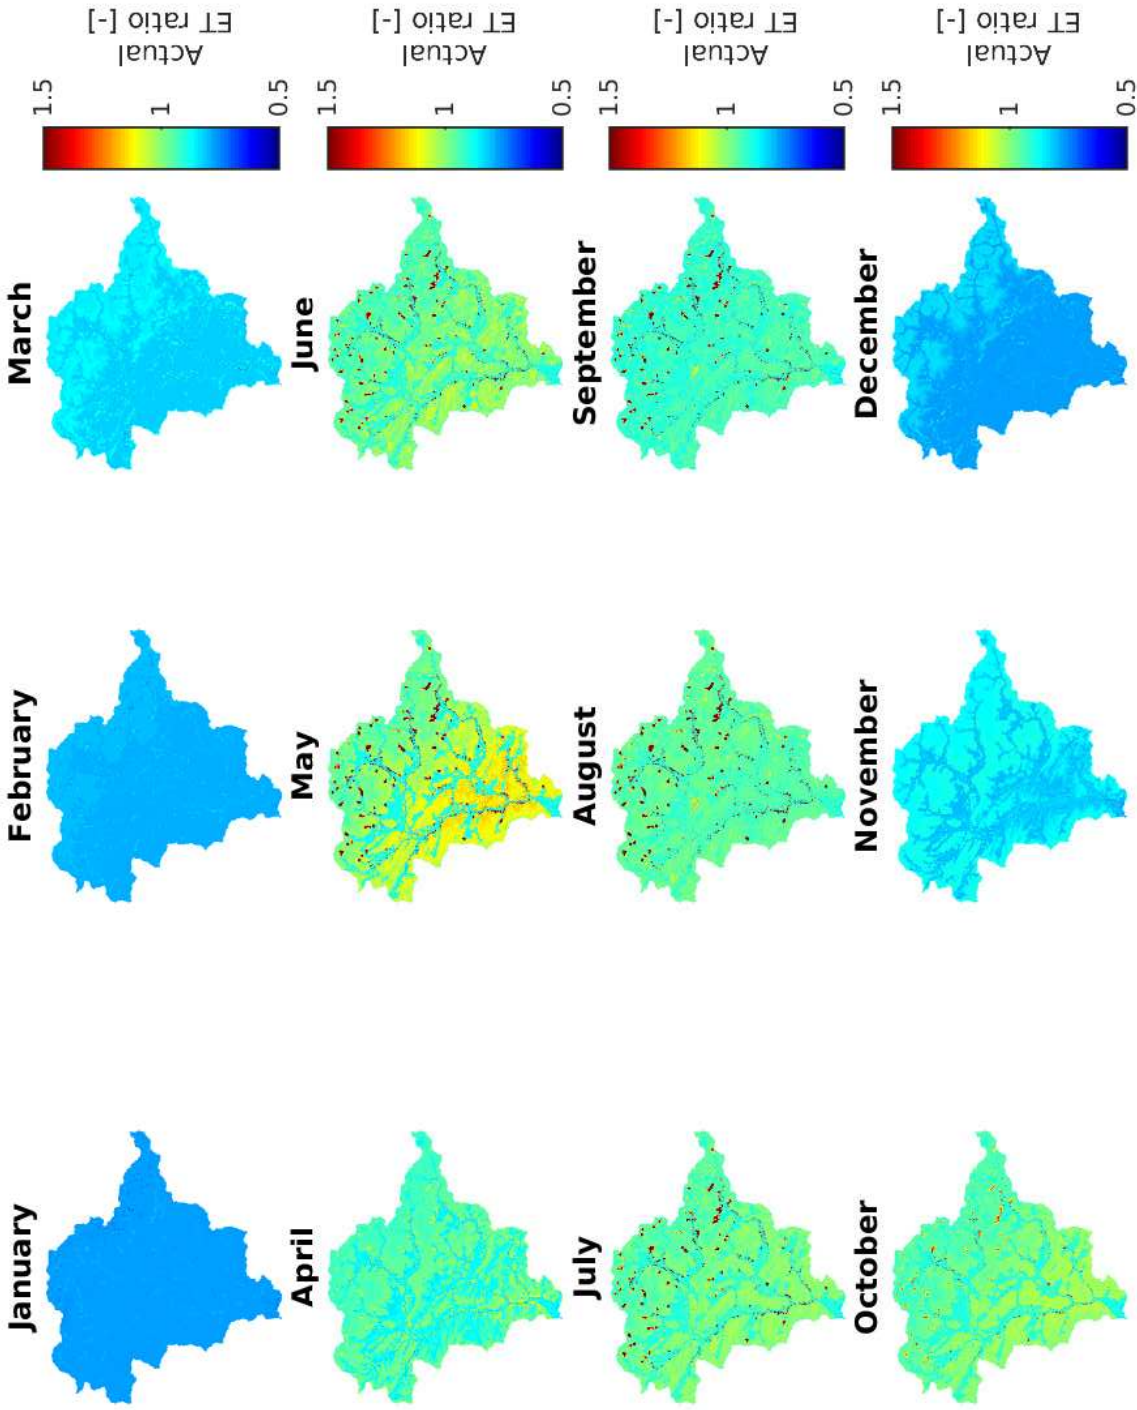 January
February
March
1.5
1
0.5
Actual
ET ratio [-]
April
May
June
1.5
1
0.5
Actual
ET ratio [-]
July
August
September
1.5
1
0.5
Actual
ET ratio [-]
October
November
December
1.5
1
0.5
Actual
ET ratio [-]